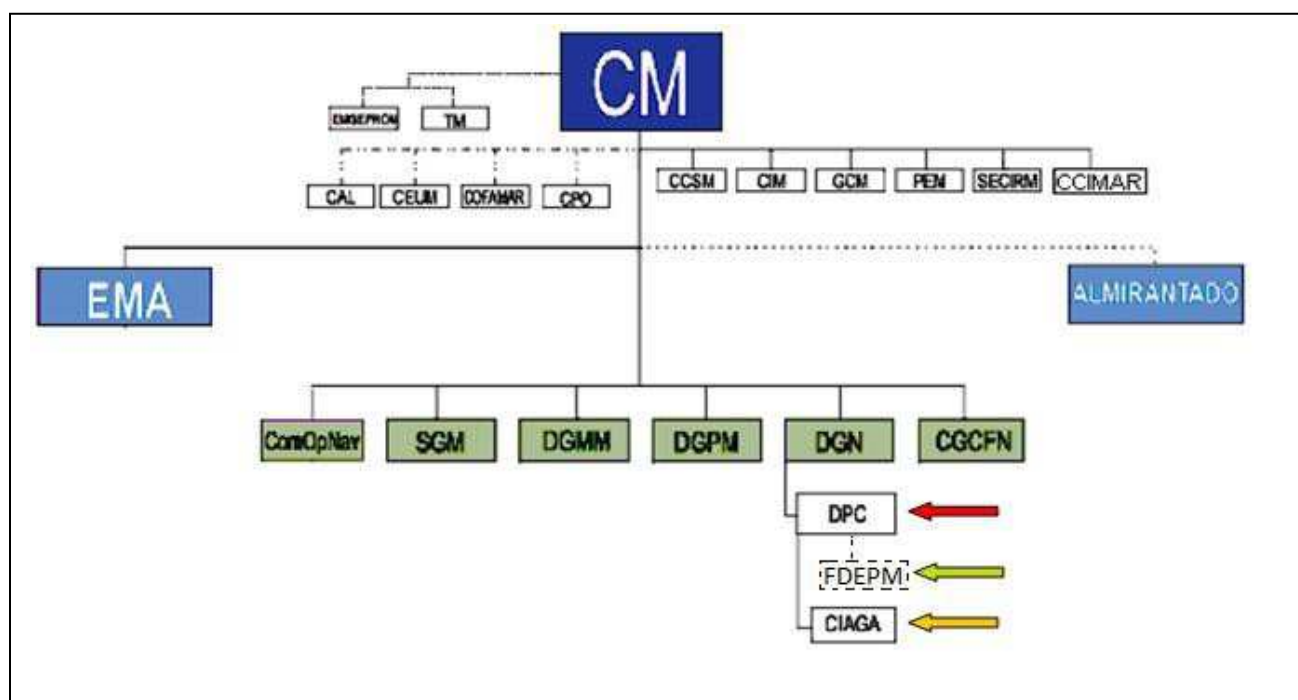 CM
EMGEPRON TM
CAL CEUM COFAMAR CPO CCSM CIM GCM PEM SECIRM CCIMAR
EMA ALMIRANTADO
ComOpNav SGM DGMM DGPM DGN CGCFN
DPC
FDEPM
CIAGA